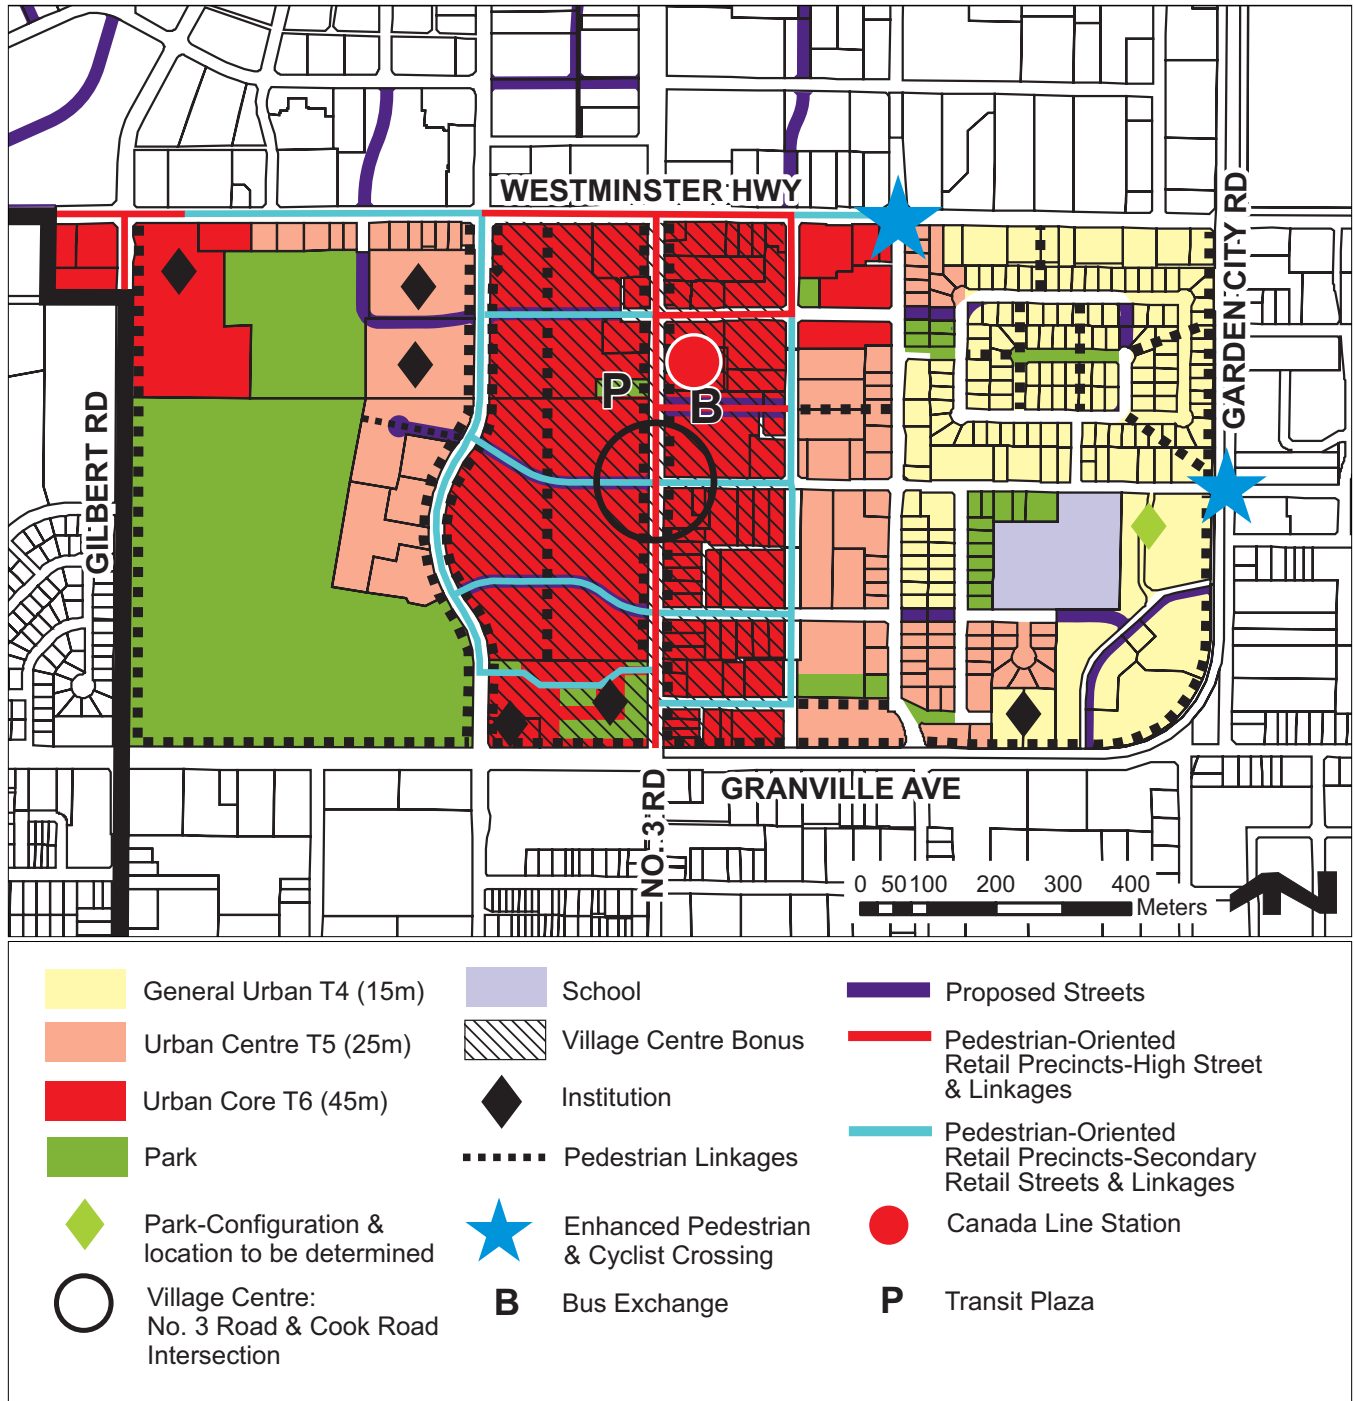 WESTMINSTER HWY
GILBERT RD
GARDEN CITY RD
P
B
NO. 3 RD
GRANVILLE AVE
0 50 100 200 300 400
Meters
N
General Urban T4 (15m)
Urban Centre T5 (25m)
Urban Core T6 (45m)
Park
Park-Configuration &
location to be determined
Village Centre:
No. 3 Road & Cook Road
Intersection
School
Village Centre Bonus
Institution
Pedestrian Linkages
Enhanced Pedestrian
& Cyclist Crossing
B Bus Exchange
Proposed Streets
Pedestrian-Oriented
Retail Precincts-High Street
& Linkages
Pedestrian-Oriented
Retail Precincts-Secondary
Retail Streets & Linkages
Canada Line Station
P Transit Plaza